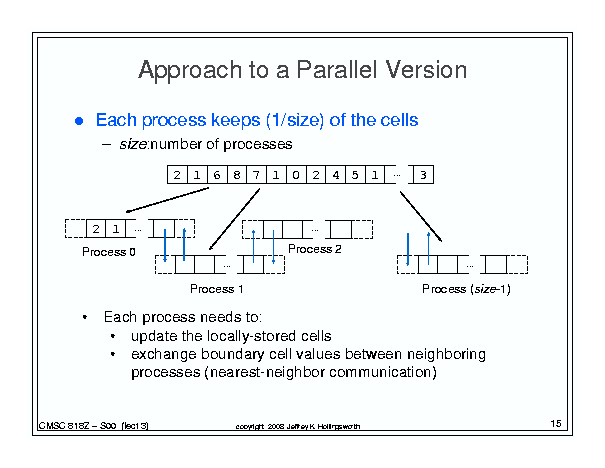 Approach to a Parallel Version
● Each process keeps (1/size) of the cells
– size:number of processes
2 1 6 8 7 1 0 2 4 5 1 ... 3
2 1 ... ...
Process 0 Process 2
... ...
Process 1 Process (size-1)
• Each process needs to:
• update the locally-stored cells
• exchange boundary cell values between neighboring
processes (nearest-neighbor communication)
CMSC 818Z – S00 (lect13) copyright 2008 Jeffrey K Hollingsworth 15